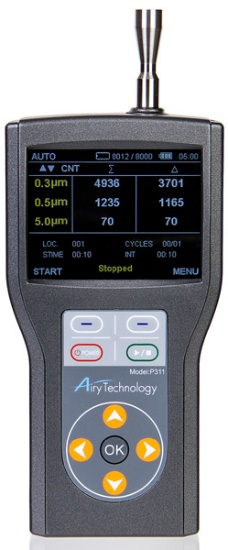 AUTO 0012 / 8000 05:00
▲▼ CNT Σ Δ
0.3µm 4936 3701
0.5µm 1235 1165
5.0µm 70 70
LOC. 001 CYCLES 00/01
STIME 00:10 INT 00:10
START Stopped MENU
POWER
Model:P311
AiryTechnology
OK